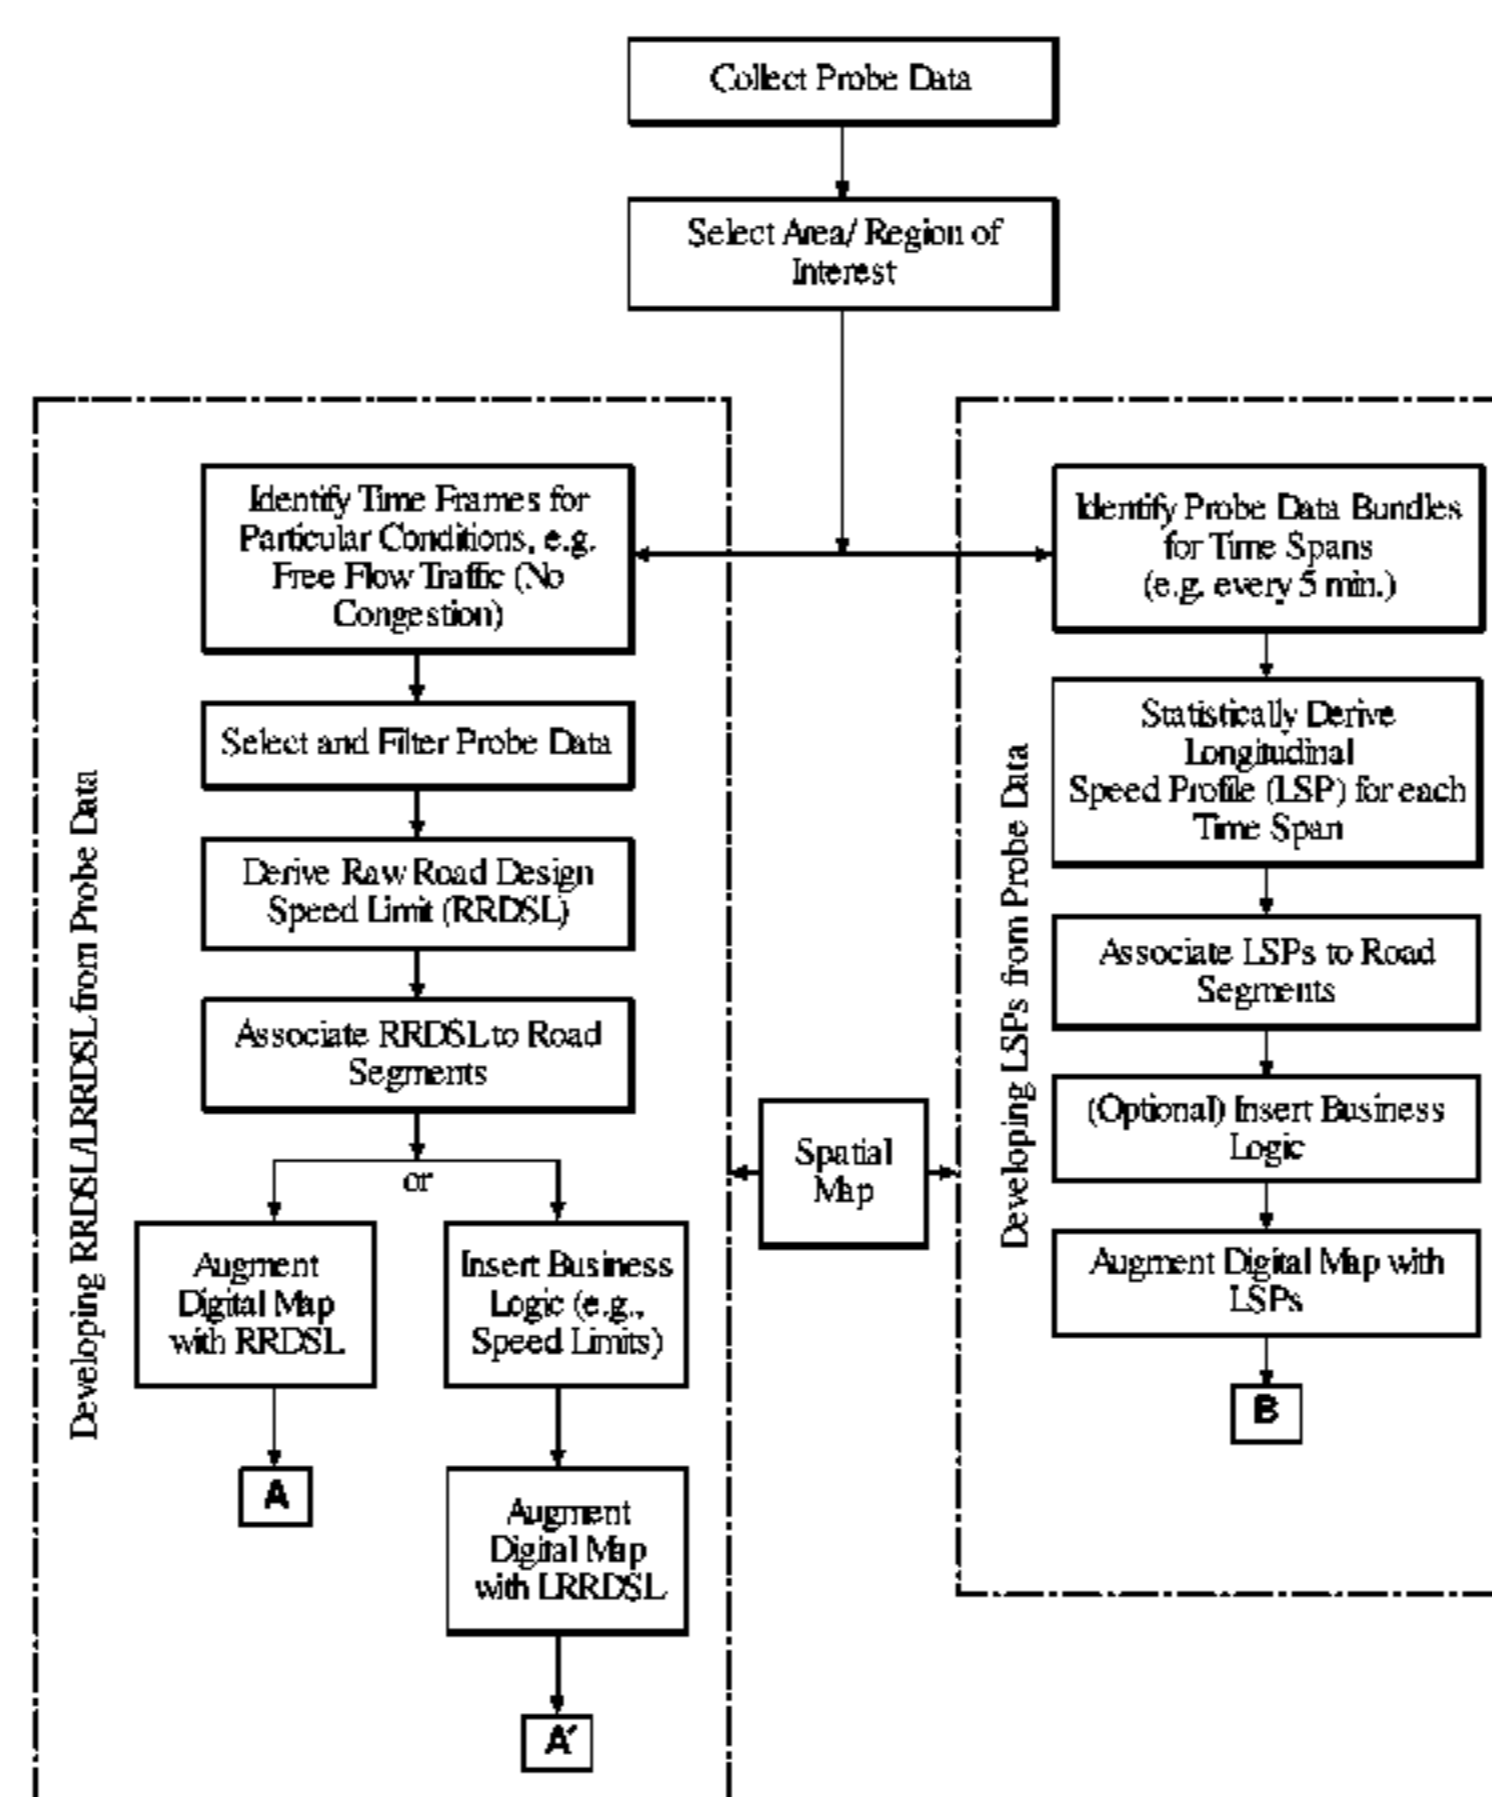 Collect Probe Data
Select Area/ Region of
Interest
Developing RRDSL/LRRDSL from Probe Data
Identify Time Frames for
Particular Conditions, e.g.
Free Flow Traffic (No
Congestion)
Select and Filter Probe Data
Derive Raw Road Design
Speed Limit (RRDSL)
Associate RRDSL to Road
Segments
or
Augment
Digital Map
with RRDSL
A
Insert Business
Logic (e.g.,
Speed Limits)
Augment
Digital Map
with LRRDSL
A´
Spatial
Map
Developing LSPs from Probe Data
Identify Probe Data Bundles
for Time Spans
(e.g. every 5 min.)
Statistically Derive
Longitudinal
Speed Profile (LSP) for each
Time Span
Associate LSPs to Road
Segments
(Optional) Insert Business
Logic
Augment Digital Map with
LSPs
B